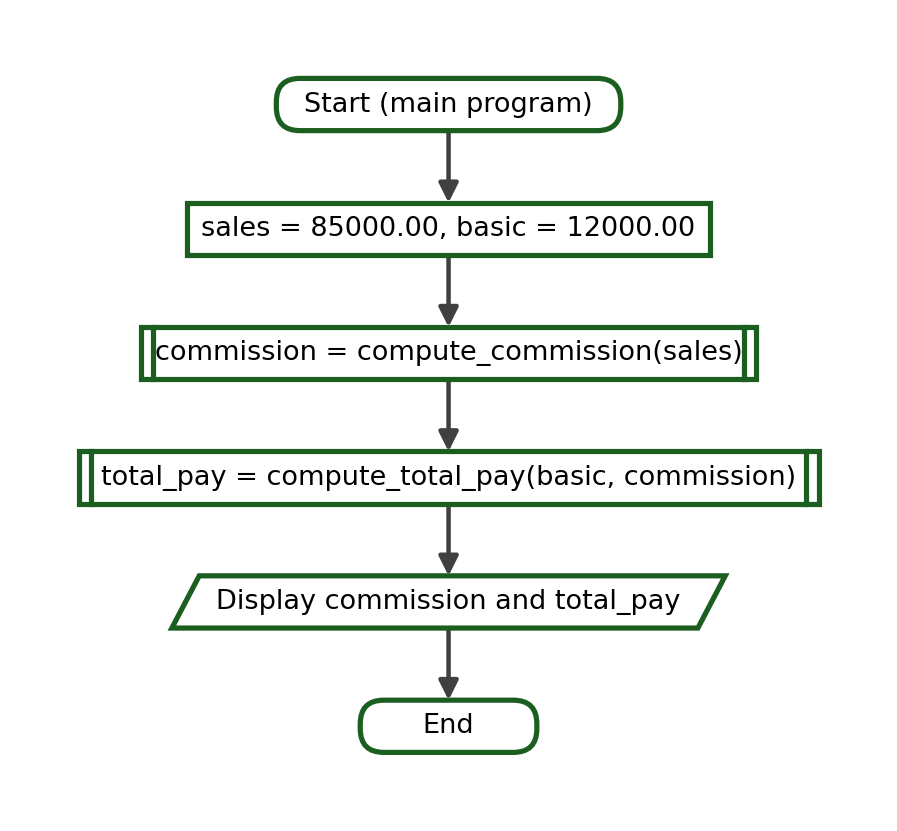 Start (main program)
sales = 85000.00, basic = 12000.00
commission = compute_commission(sales)
total_pay = compute_total_pay(basic, commission)
Display commission and total_pay
End